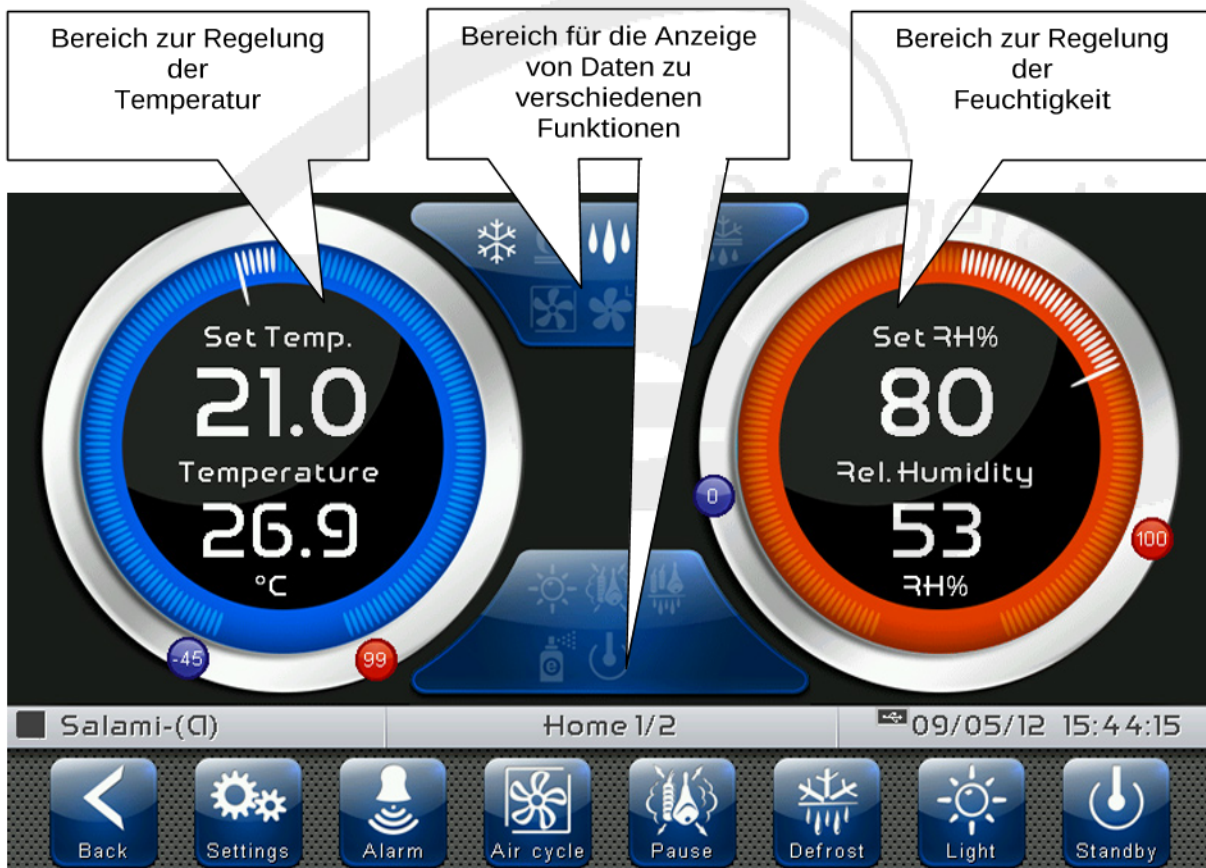 Bereich zur Regelung
der
Temperatur
Bereich für die Anzeige
von Daten zu
verschiedenen
Funktionen
Bereich zur Regelung
der
Feuchtigkeit
Set Temp.
21.0
Temperature
26.9
°C
-45
99
L
e
Set RH%
80
Rel. Humidity
53
RH%
0
100
Salami-(A)
Home 1/2
09/05/12 15:44:15
Back
Settings
Alarm
Air cycle
Pause
Defrost
Light
Standby